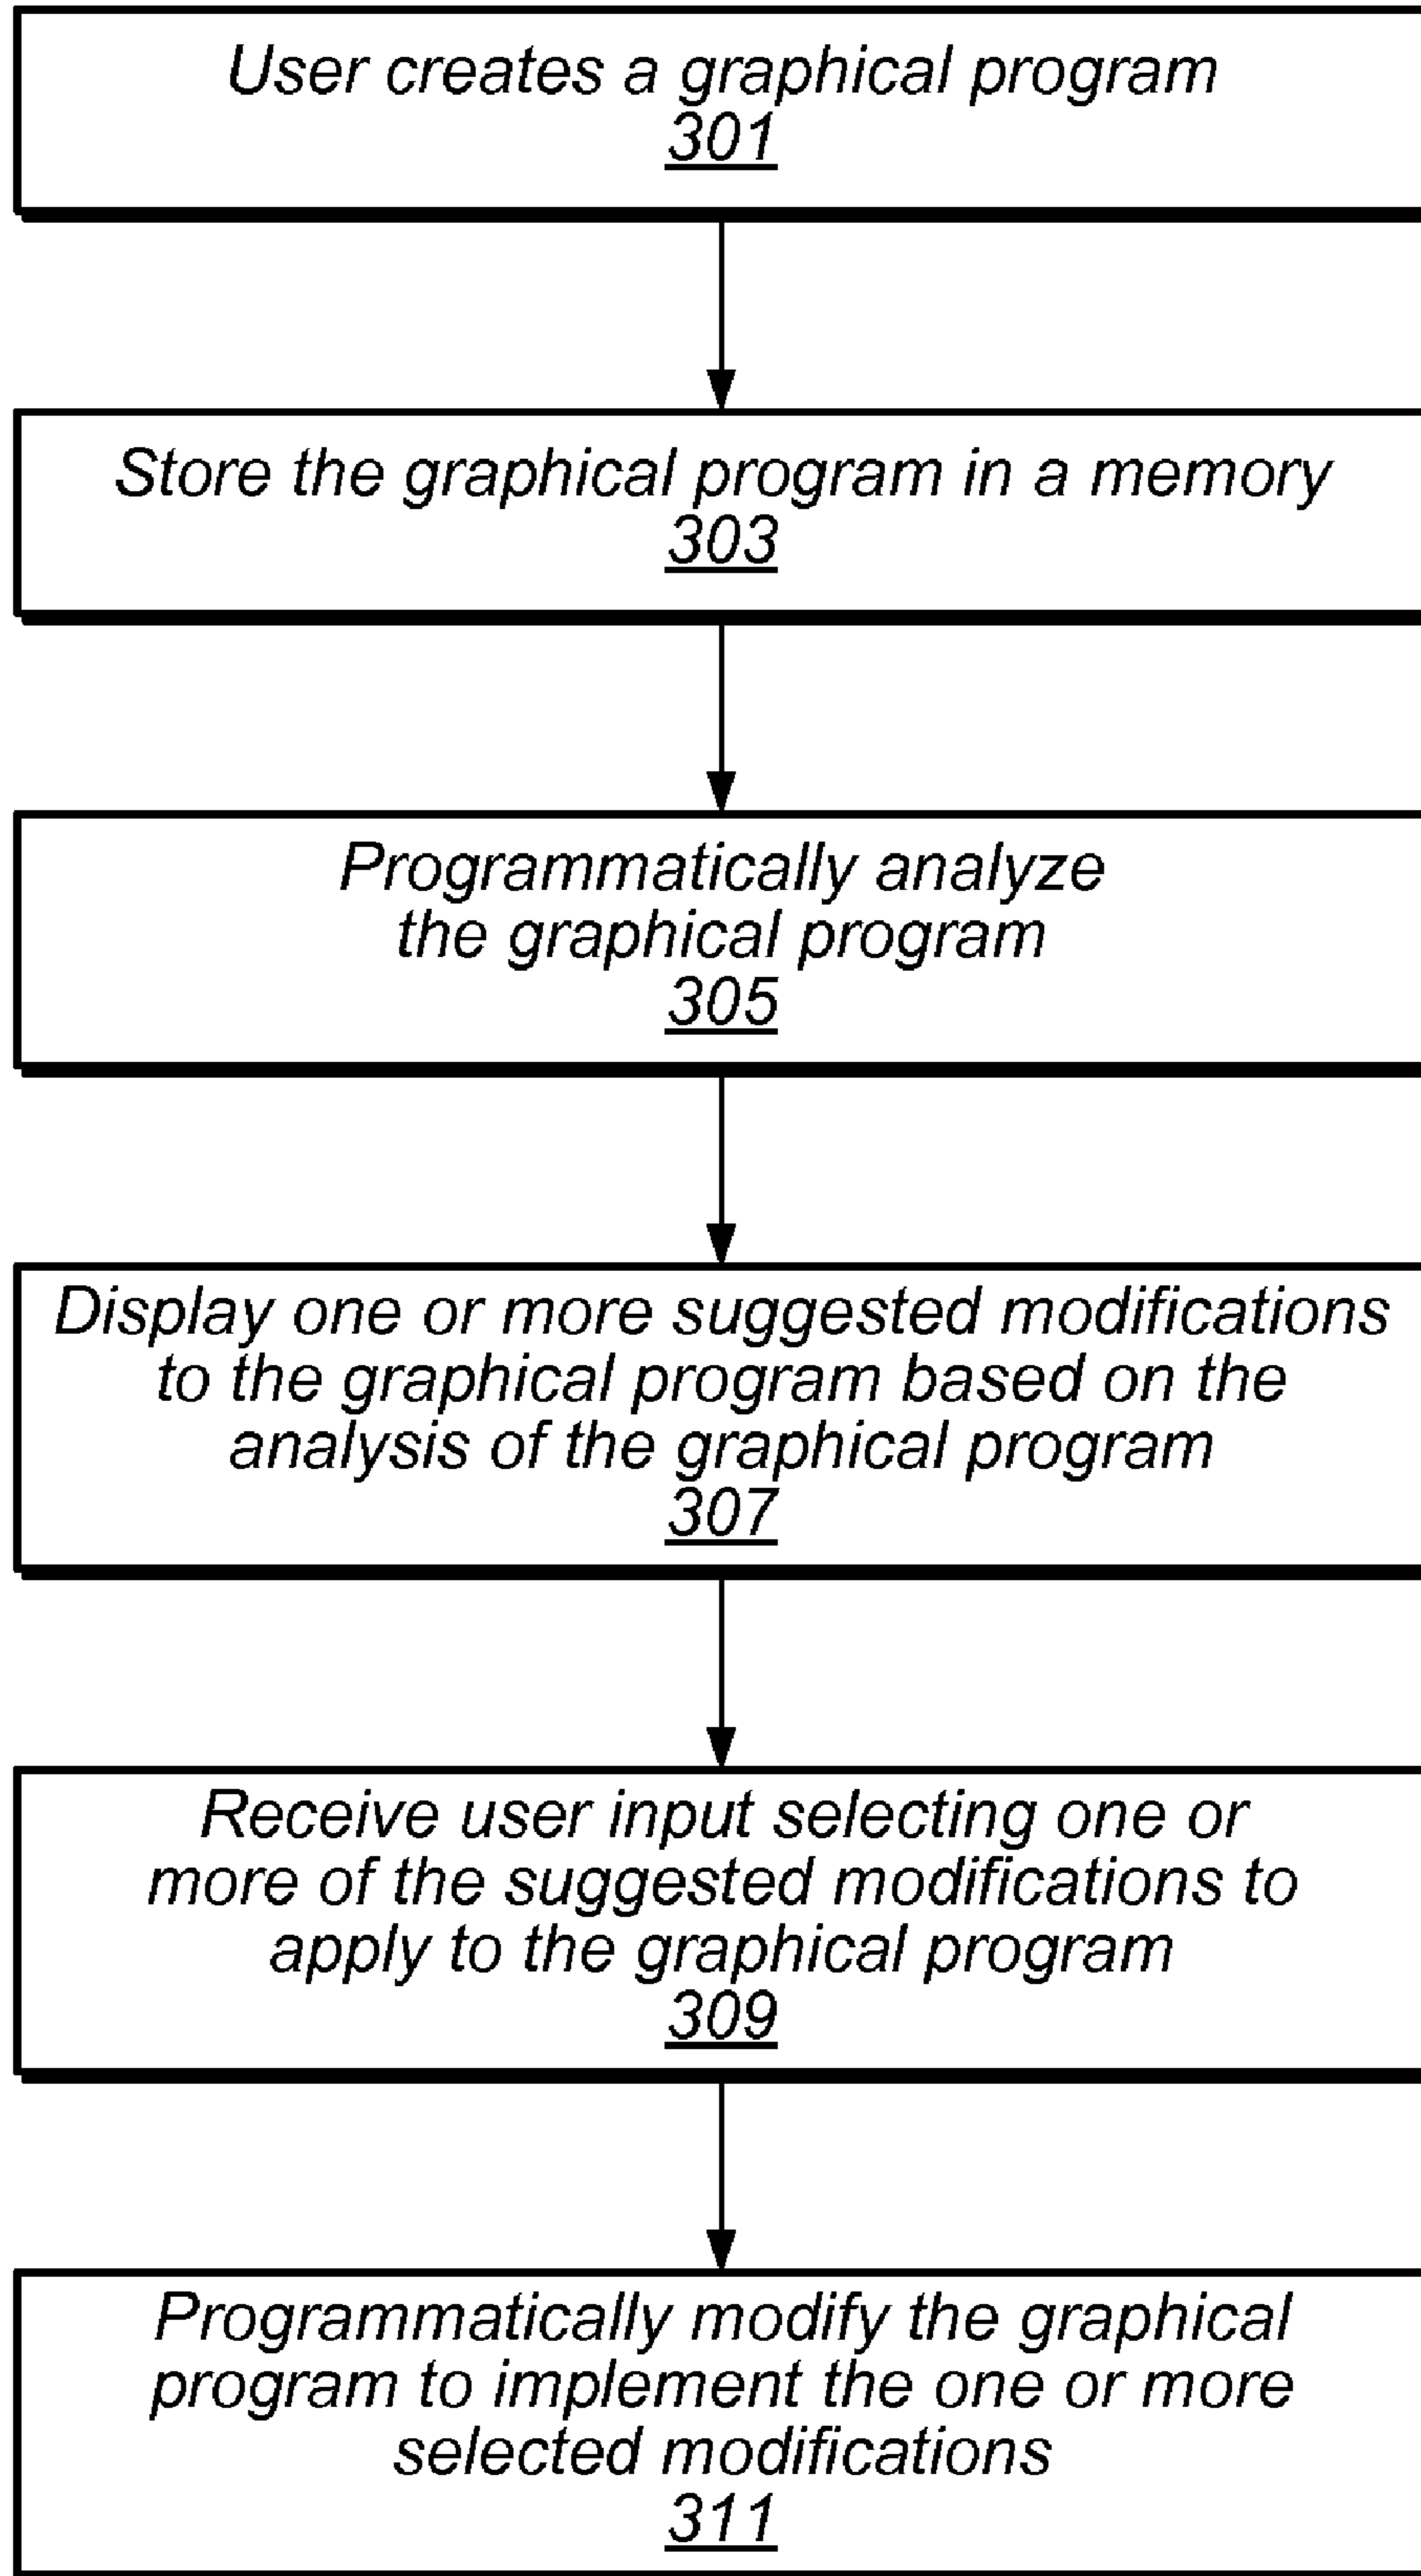 User creates a graphical program
301
Store the graphical program in a memory
303
Programmatically analyze
the graphical program
305
Display one or more suggested modifications
to the graphical program based on the
analysis of the graphical program
307
Receive user input selecting one or
more of the suggested modifications to
apply to the graphical program
309
Programmatically modify the graphical
program to implement the one or more
selected modifications
311